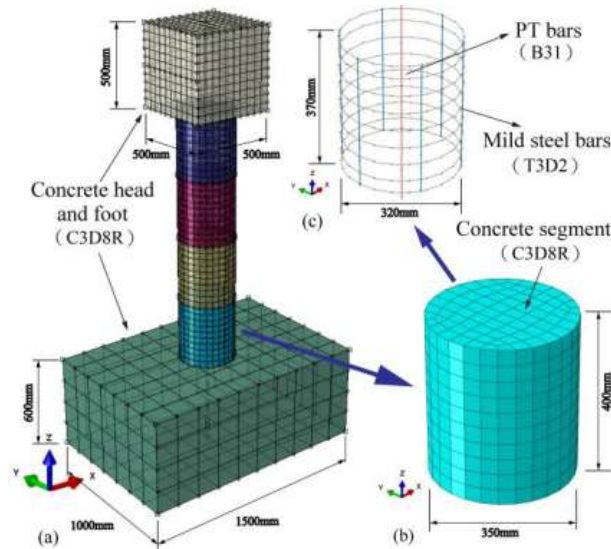 500mm
500mm
500mm
Concrete head
and foot
（C3D8R）
600mm
Z
Y
X
1000mm
1500mm
(a)
370mm
PT bars
（B31）
Mild steel bars
（T3D2）
Z
Y
X
(c)
320mm
Concrete segment
（C3D8R）
400mm
Z
Y
X
(b)
350mm